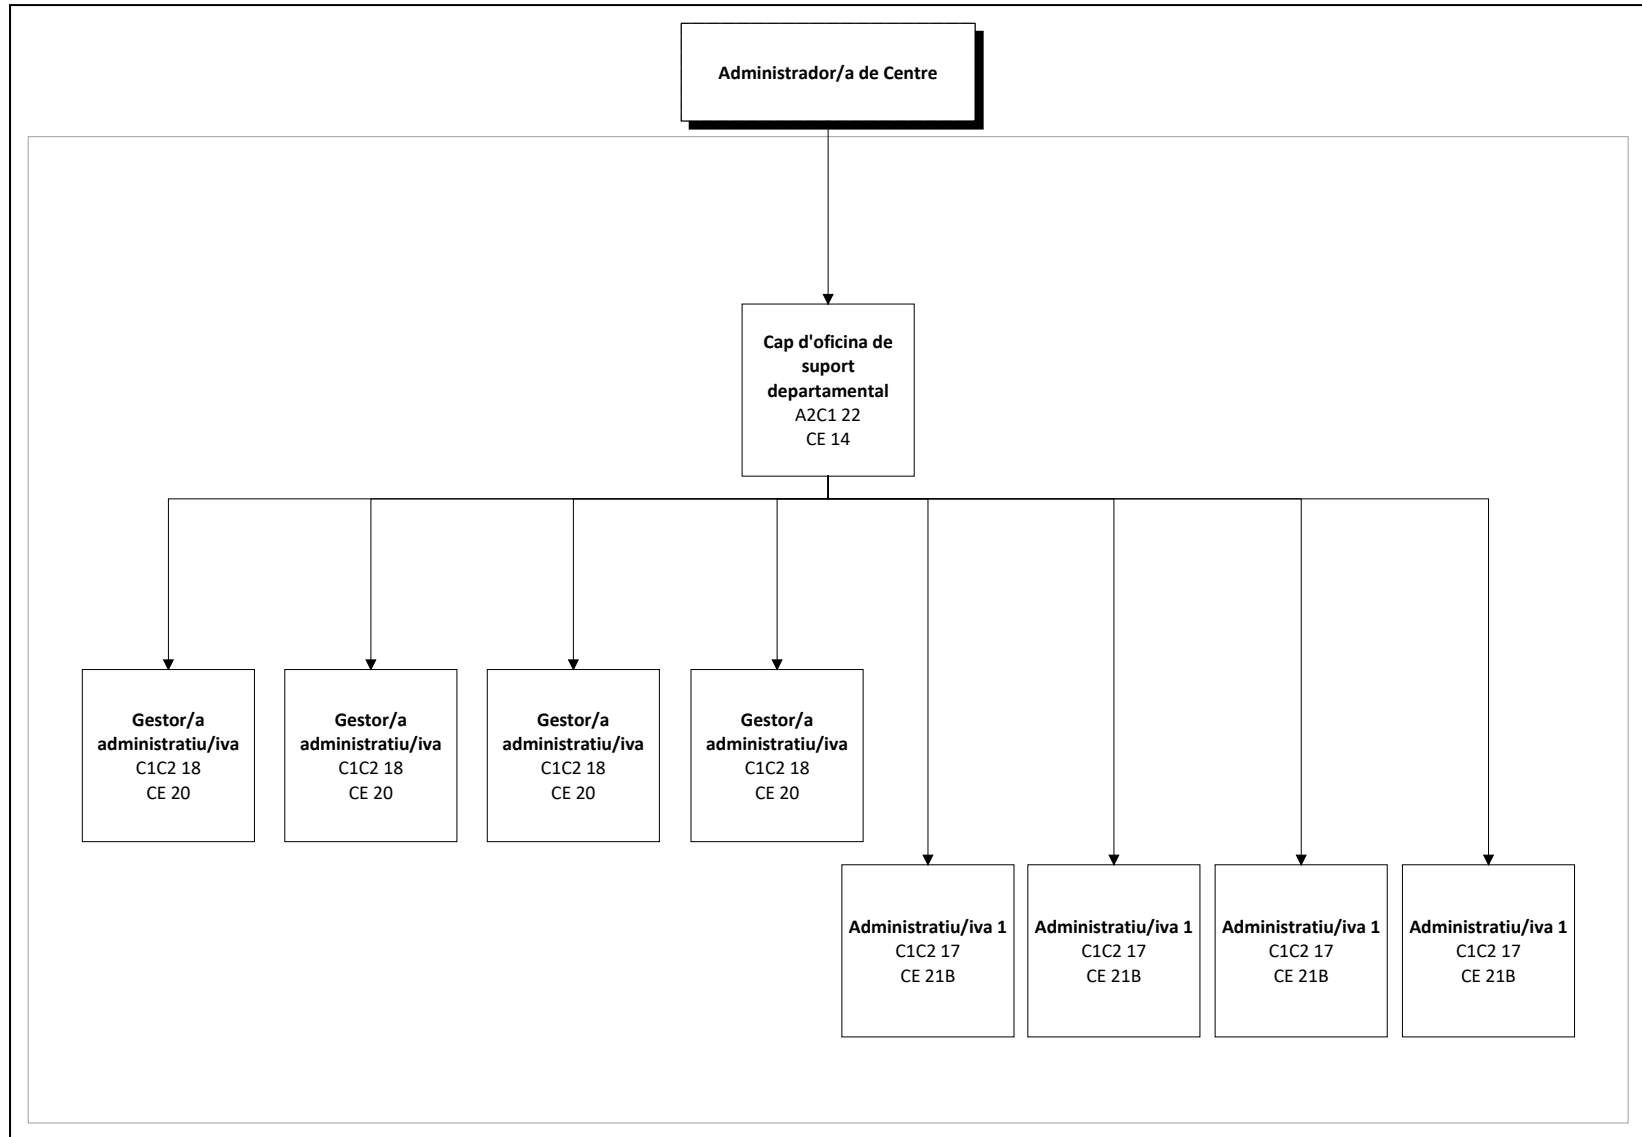 Administrador/a de Centre
Cap d'oficina de
suport
departamental
A2C1 22
CE 14
Gestor/a
administratiu/iva
C1C2 18
CE 20
Gestor/a
administratiu/iva
C1C2 18
CE 20
Gestor/a
administratiu/iva
C1C2 18
CE 20
Gestor/a
administratiu/iva
C1C2 18
CE 20
Administratiu/iva 1
C1C2 17
CE 21B
Administratiu/iva 1
C1C2 17
CE 21B
Administratiu/iva 1
C1C2 17
CE 21B
Administratiu/iva 1
C1C2 17
CE 21B